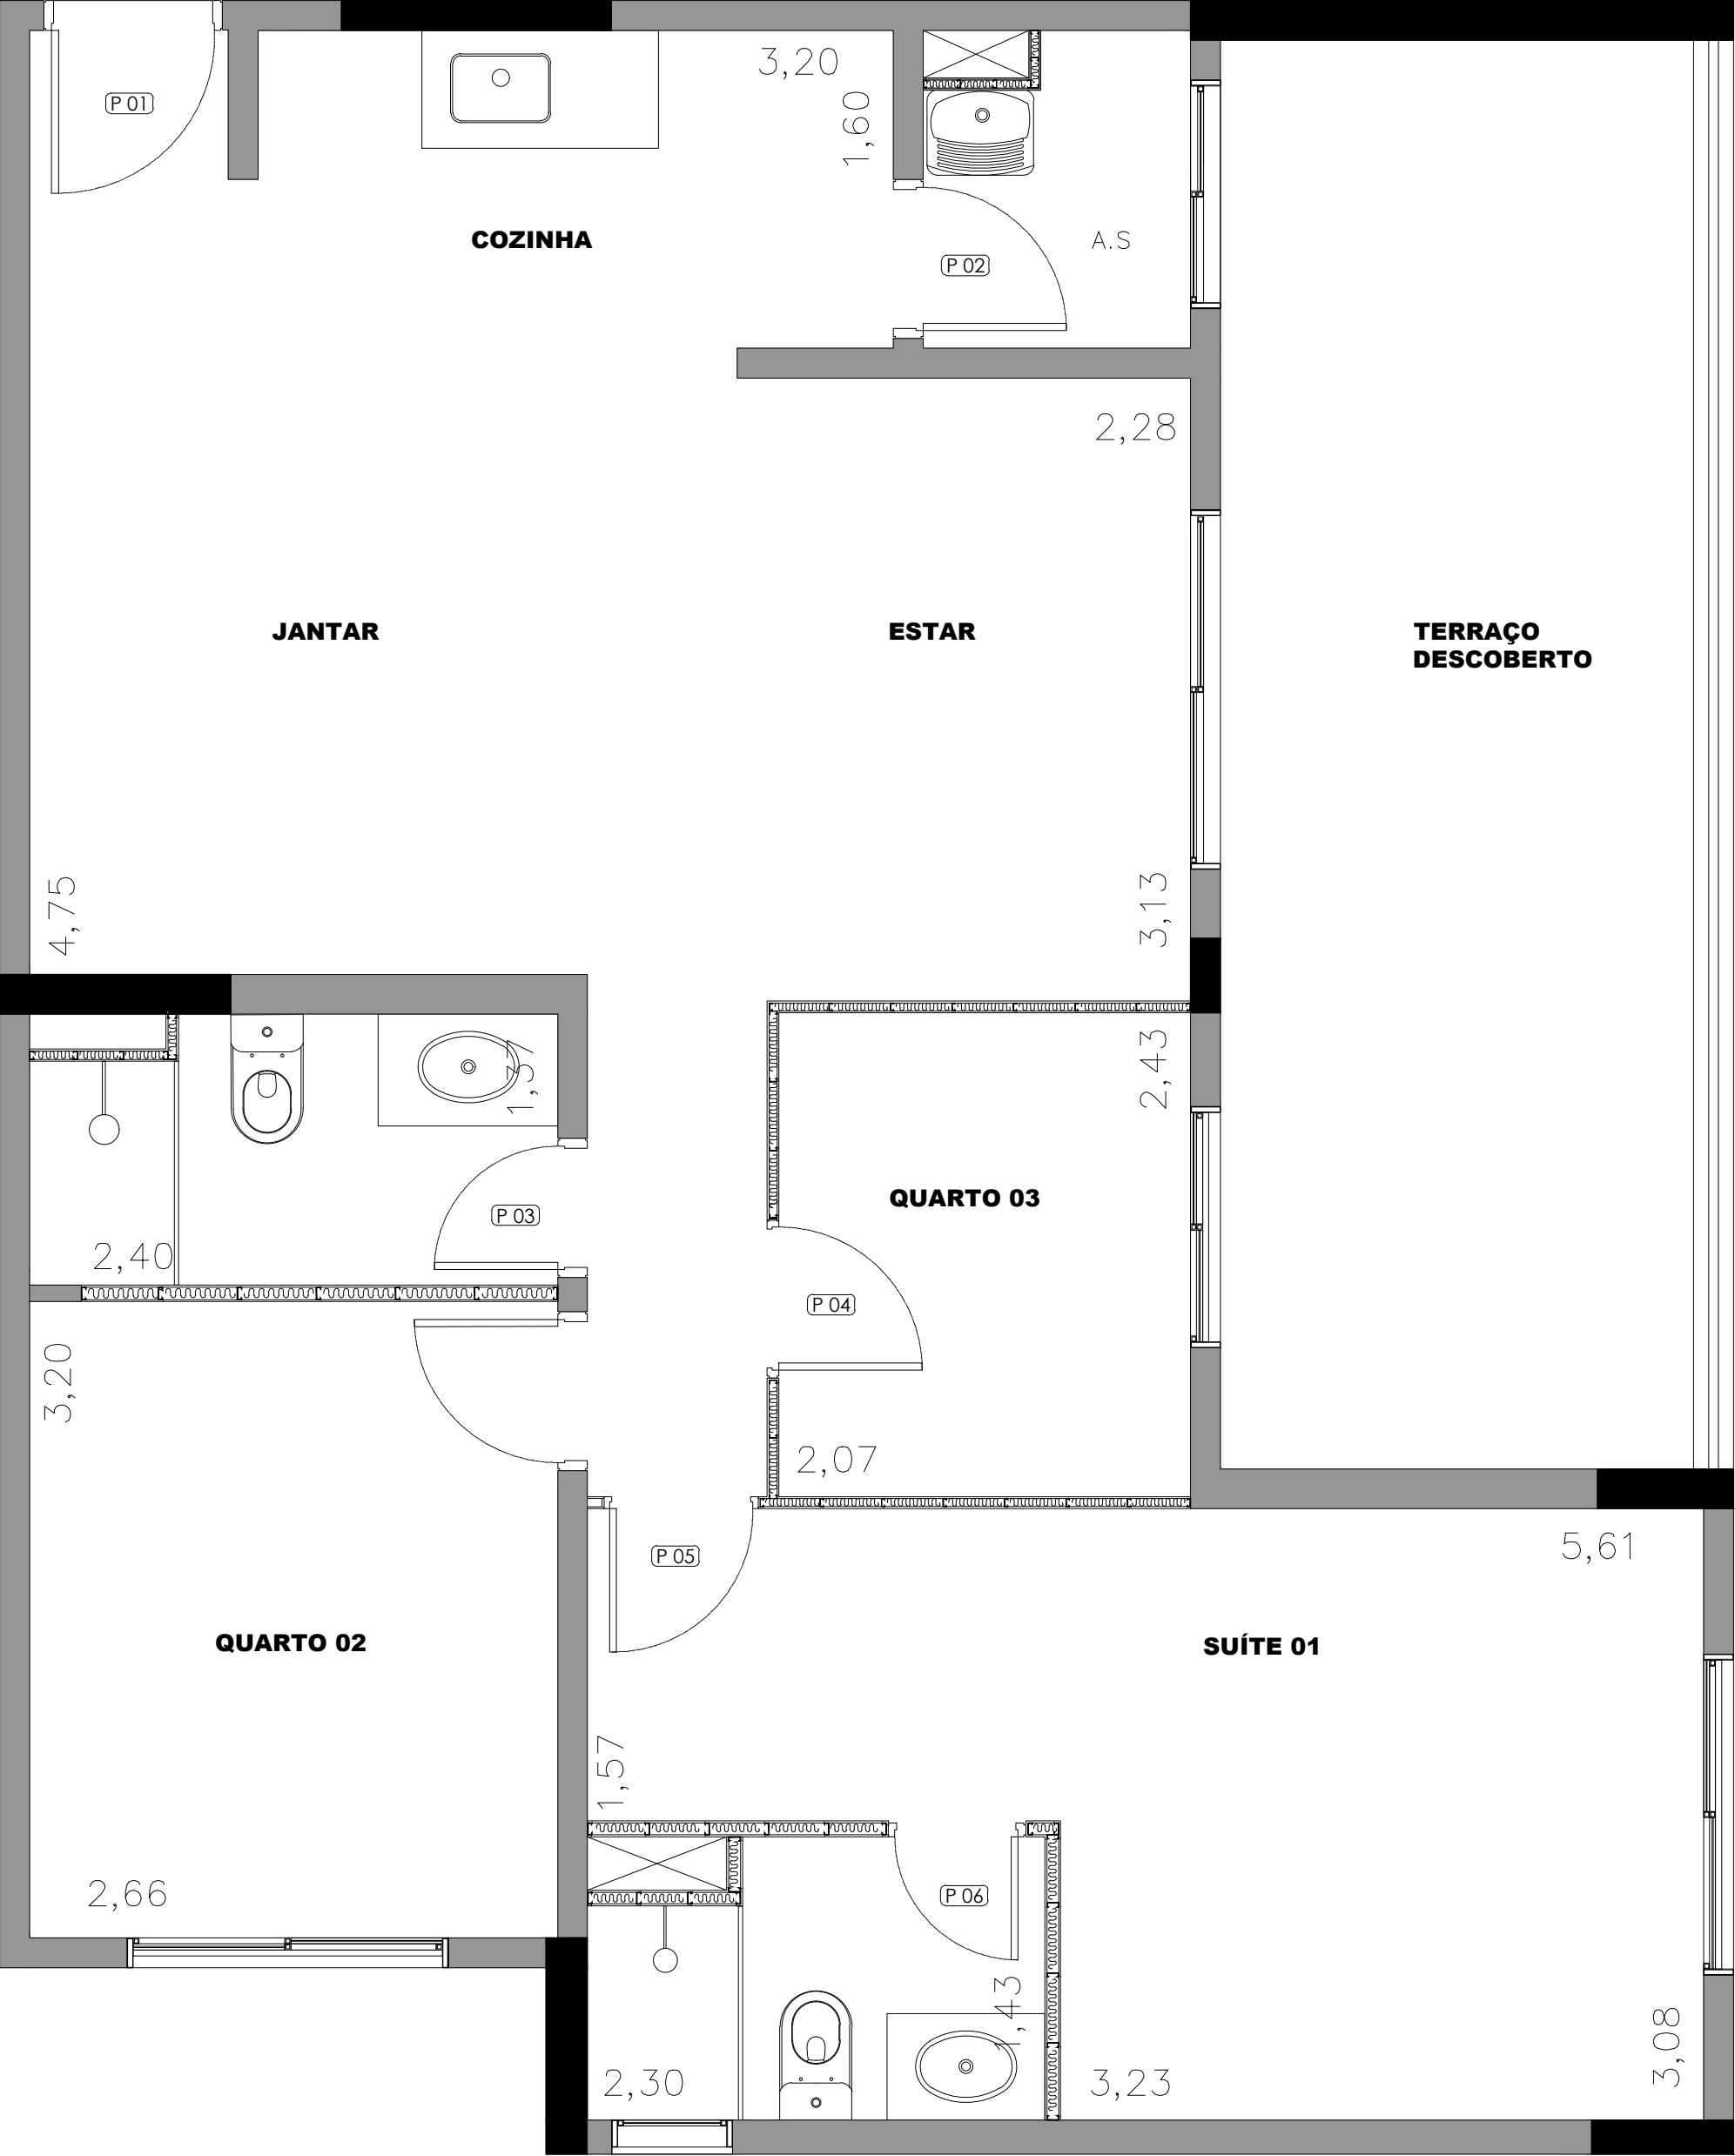 3,20
P 01
1,60
COZINHA
A.S
P 02
2,28
JANTAR
ESTAR
TERRAÇO
DESCOBERTO
4,75
3,13
1,37
2,43
QUARTO 03
P 03
2,40
P 04
3,20
2,07
5,61
P 05
QUARTO 02
SUÍTE 01
1,57
2,66
P 06
1,43
3,08
2,30
3,23